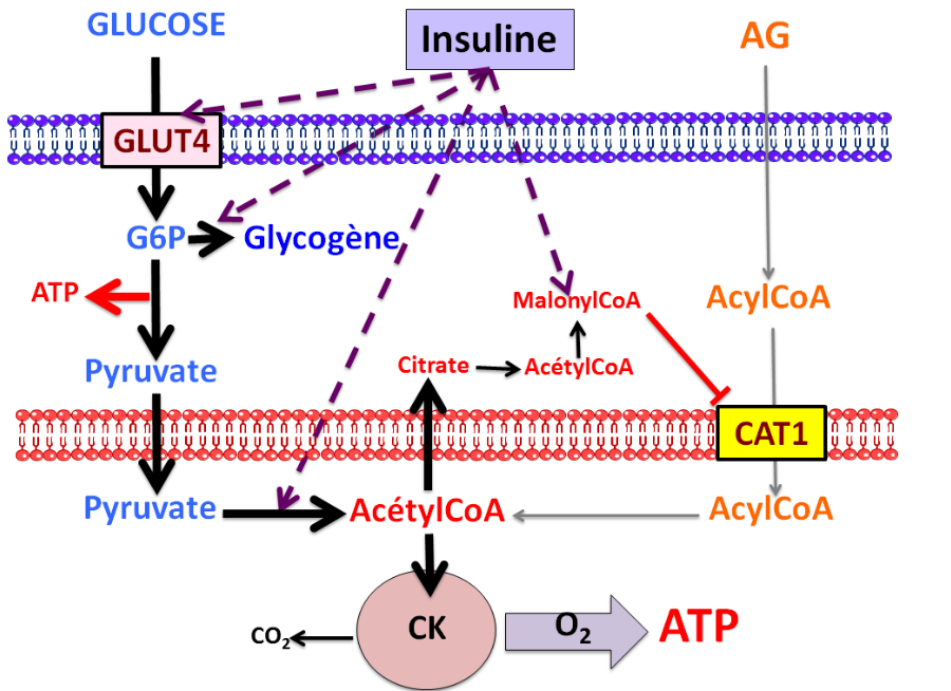 GLUCOSE
Insuline
AG
GLUT4
G6P
Glycogène
ATP
MalonylCoA
AcylCoA
Pyruvate
Citrate
AcétylCoA
CAT1
Pyruvate
AcétylCoA
AcylCoA
CO2
CK
O2
ATP